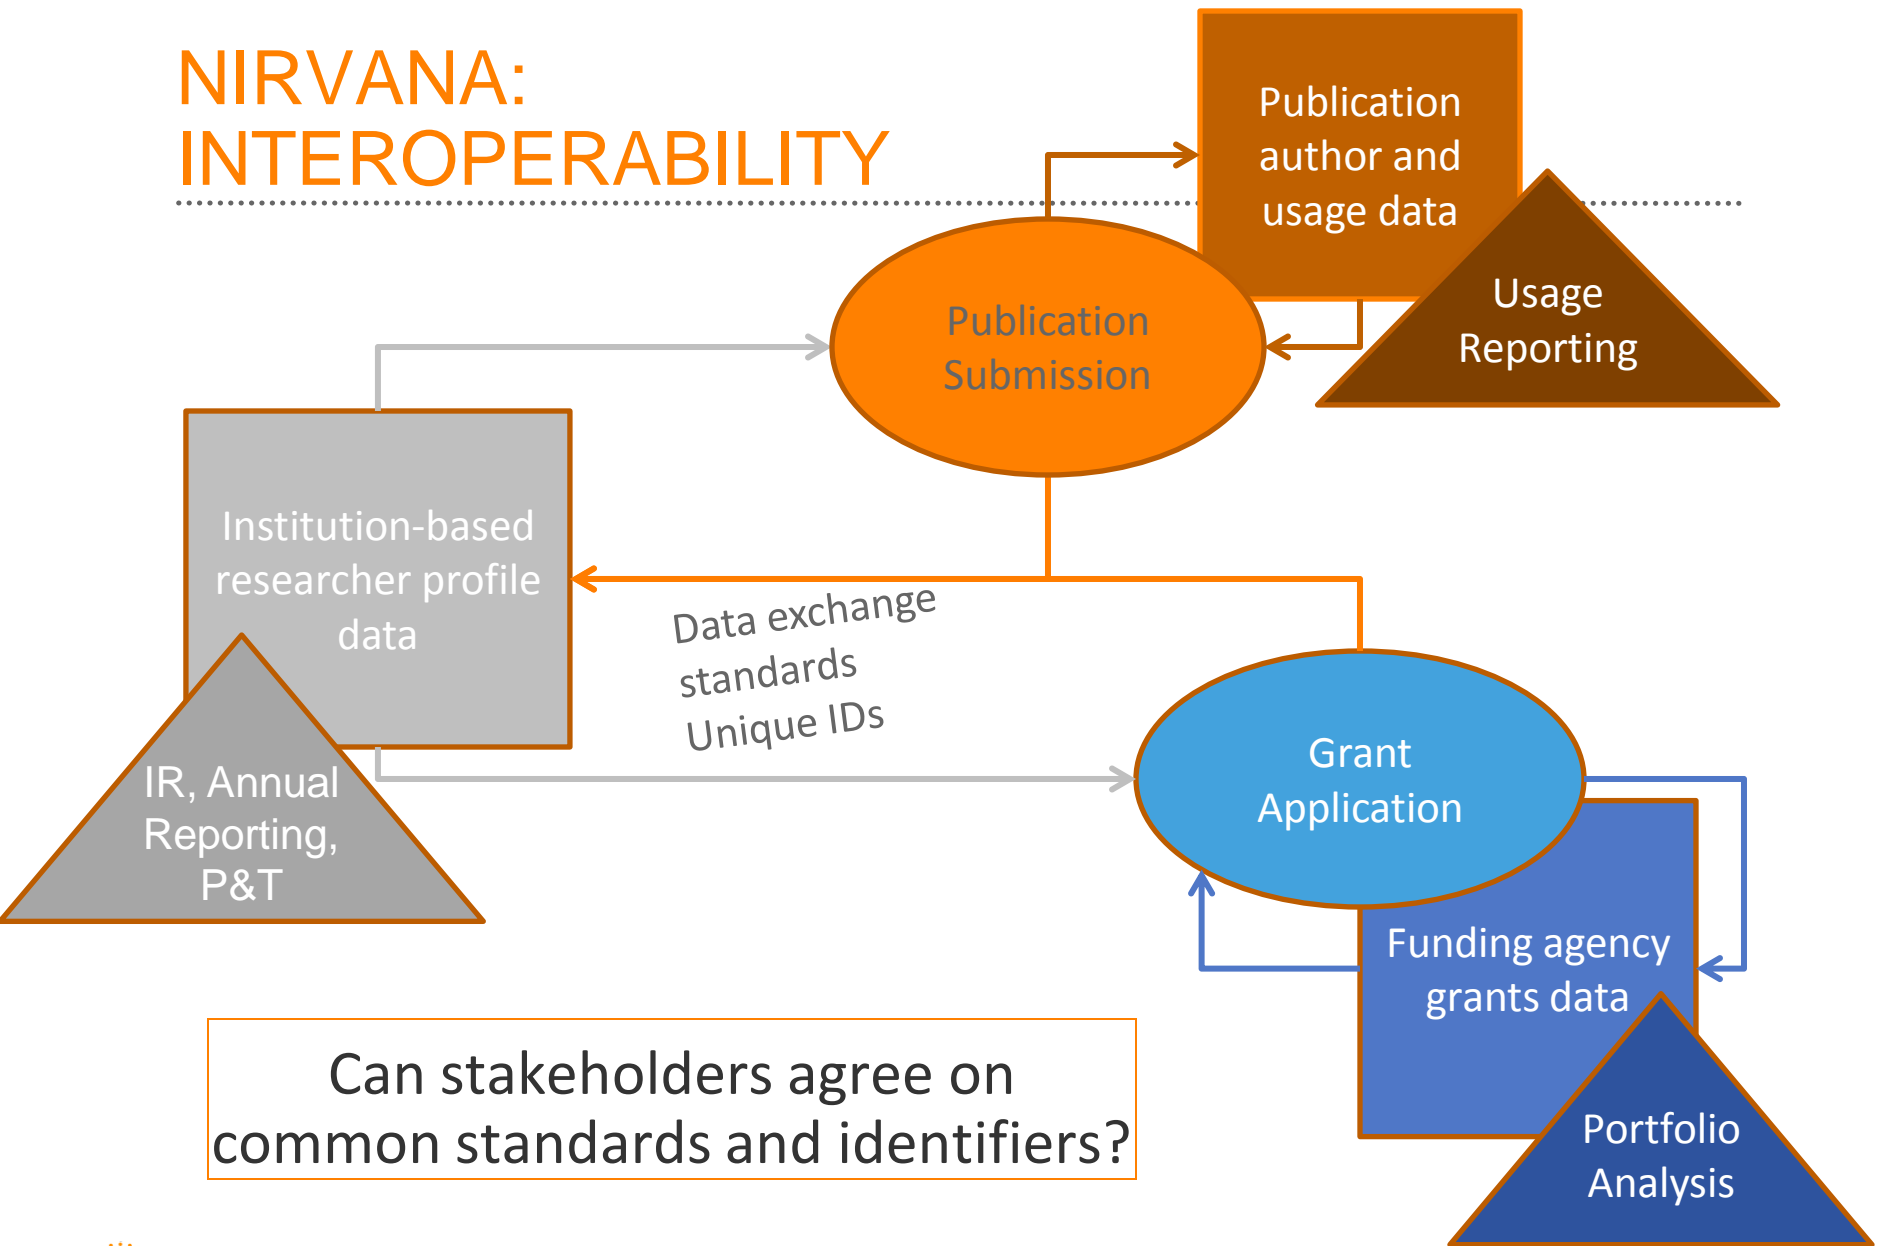 NIRVANA:
INTEROPERABILITY
Publication
author and
usage data
Usage
Reporting
Publication
Submission
Institution-based
researcher profile
data
Data exchange
standards
Unique IDs
IR, Annual
Reporting,
P&T
Grant
Application
Funding agency
grants data
Portfolio
Analysis
Can stakeholders agree on
common standards and identifiers?